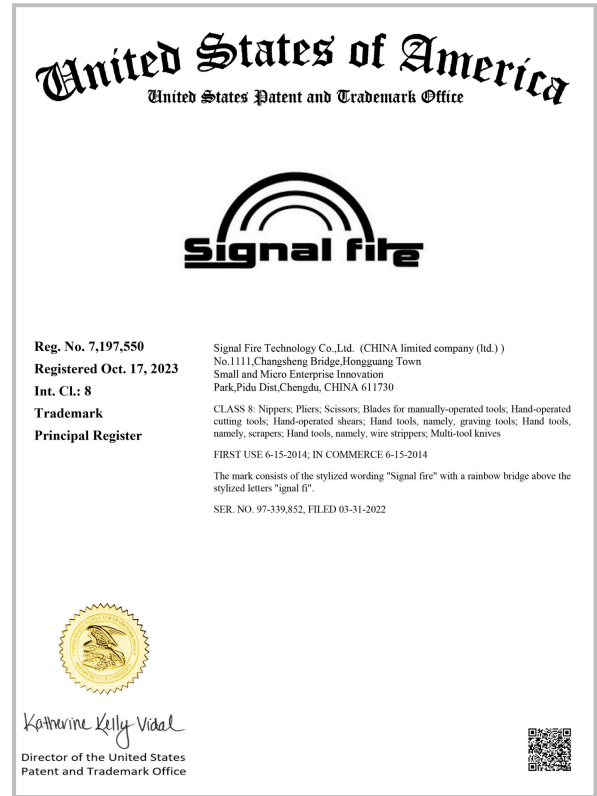 United States of America
United States Patent and Trademark Office
Signal fire
Reg. No. 7,197,550
Registered Oct. 17, 2023
Int. Cl.: 8
Trademark
Principal Register
Signal Fire Technology Co.,Ltd. (CHINA limited company (ltd.) )
No.1111,Changsheng Bridge,Hongguang Town
Small and Micro Enterprise Innovation
Park,Pidu Dist,Chengdu, CHINA 611730
CLASS 8: Nippers; Pliers; Scissors; Blades for manually-operated tools; Hand-operated
cutting tools; Hand-operated shears; Hand tools, namely, graving tools; Hand tools,
namely, scrapers; Hand tools, namely, wire strippers; Multi-tool knives
FIRST USE 6-15-2014; IN COMMERCE 6-15-2014
The mark consists of the stylized wording "Signal fire" with a rainbow bridge above the
stylized letters "ignal fi".
SER. NO. 97-339,852, FILED 03-31-2022
Katherine Kelly Vidal
Director of the United States
Patent and Trademark Office